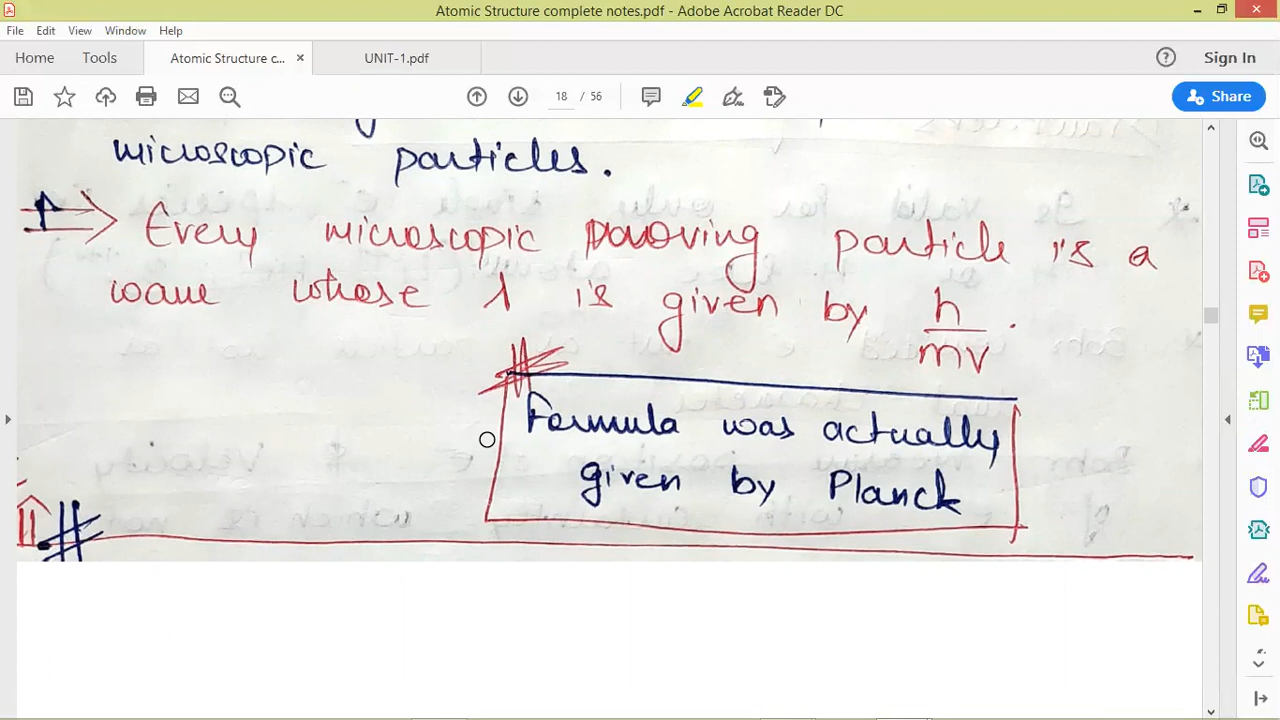 Atomic Structure complete notes.pdf - Adobe Acrobat Reader DC
File Edit View Window Help
Home Tools Atomic Structure c... × UNIT-1.pdf ? Sign In
18 / 56 Share
microscopic particles.
Every microscopic moving particle is a
wave whose λ is given by h/mv.
# Formula was actually
given by Planck
#